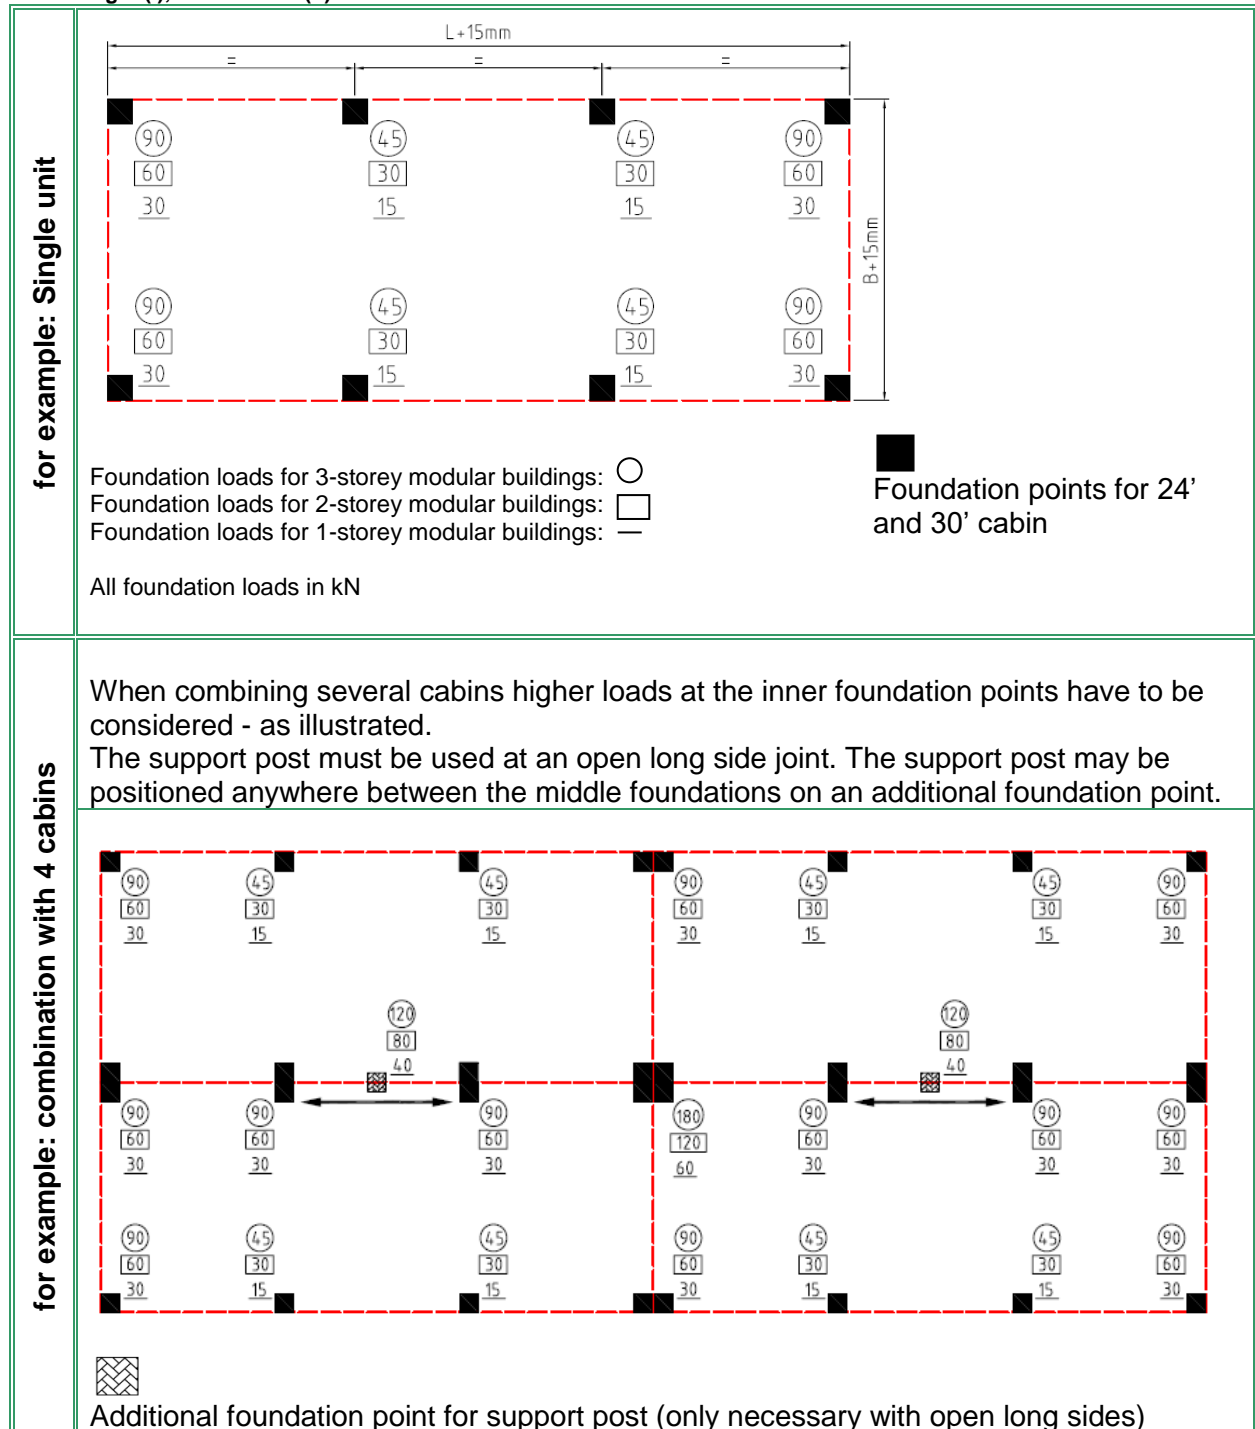 for example: Single unit
L+15mm
= = =
90 45 45 90
60 30 30 60
30 15 15 30
B+15mm
90 45 45 90
60 30 30 60
30 15 15 30
Foundation loads for 3-storey modular buildings:
Foundation loads for 2-storey modular buildings:
Foundation loads for 1-storey modular buildings:
All foundation loads in kN
Foundation points for 24’
and 30’ cabin
for example: combination with 4 cabins
When combining several cabins higher loads at the inner foundation points have to be
considered - as illustrated.
The support post must be used at an open long side joint. The support post may be
positioned anywhere between the middle foundations on an additional foundation point.
90 45 45 90 45 45 90
60 30 30 60 30 30 60
30 15 15 30 15 15 30
120 120
80 80
40 40
90 90 90 180 90 90 90
60 60 60 120 60 60 60
30 30 30 60 30 30 30
90 45 45 90 45 45 90
60 30 30 60 30 30 60
30 15 15 30 15 15 30
Additional foundation point for support post (only necessary with open long sides)